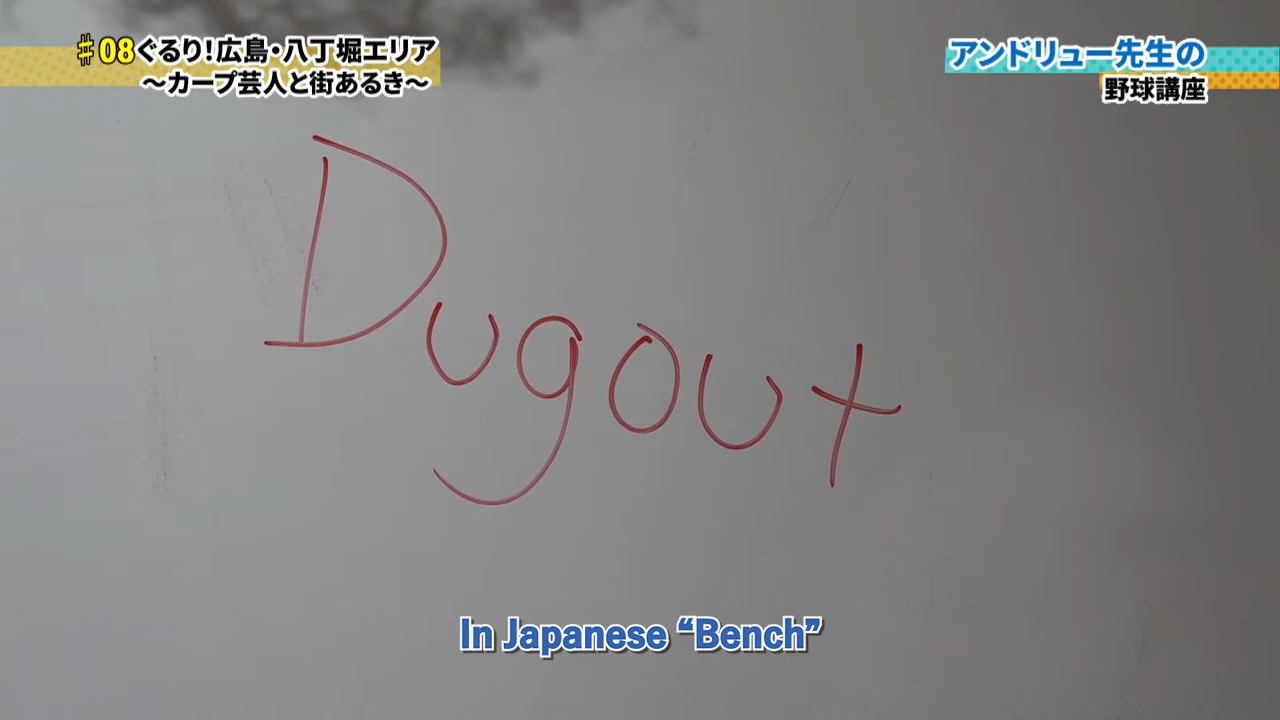 #08ぐるり!広島・八丁堀エリア
～カープ芸人と街あるき～
アンドリュー先生の
野球講座
Dugout
In Japanese “Bench”